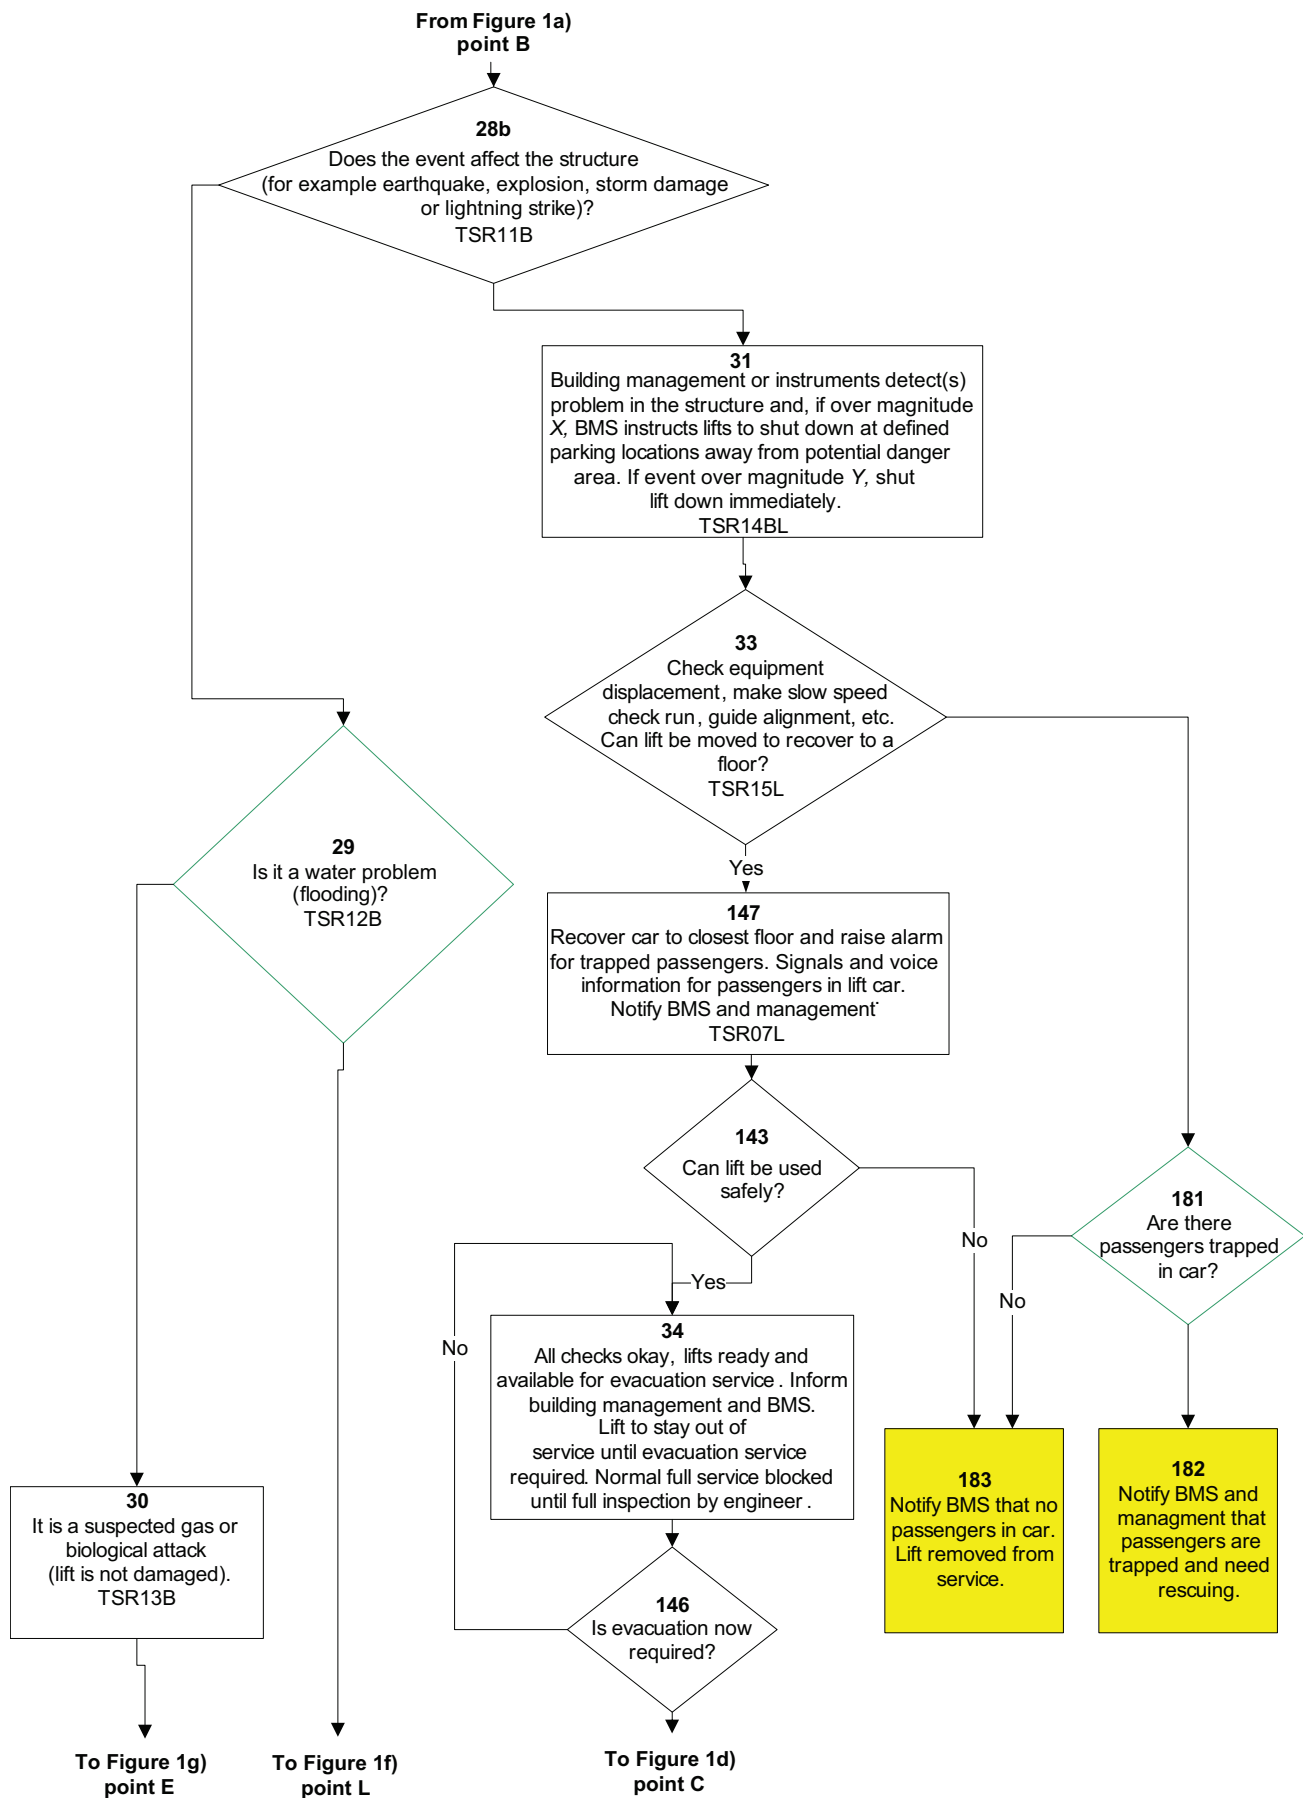 From Figure 1a)
point B
28b
Does the event affect the structure
(for example earthquake, explosion, storm damage
or lightning strike)?
TSR11B
31
Building management or instruments detect(s)
problem in the structure and, if over magnitude
X, BMS instructs lifts to shut down at defined
parking locations away from potential danger
area. If event over magnitude Y, shut
lift down immediately.
TSR14BL
33
Check equipment
displacement, make slow speed
check run, guide alignment, etc.
Can lift be moved to recover to a
floor?
TSR15L
29
Is it a water problem
(flooding)?
TSR12B
Yes
147
Recover car to closest floor and raise alarm
for trapped passengers. Signals and voice
information for passengers in lift car.
Notify BMS and management
TSR07L
143
Can lift be used
safely?
181
Are there
passengers trapped
in car?
No
Yes
No
No
34
All checks okay, lifts ready and
available for evacuation service. Inform
building management and BMS.
Lift to stay out of
service until evacuation service
required. Normal full service blocked
until full inspection by engineer.
183
Notify BMS that no
passengers in car.
Lift removed from
service.
182
Notify BMS and
managment that
passengers are
trapped and need
rescuing.
30
It is a suspected gas or
biological attack
(lift is not damaged).
TSR13B
146
Is evacuation now
required?
To Figure 1g)
point E
To Figure 1f)
point L
To Figure 1d)
point C